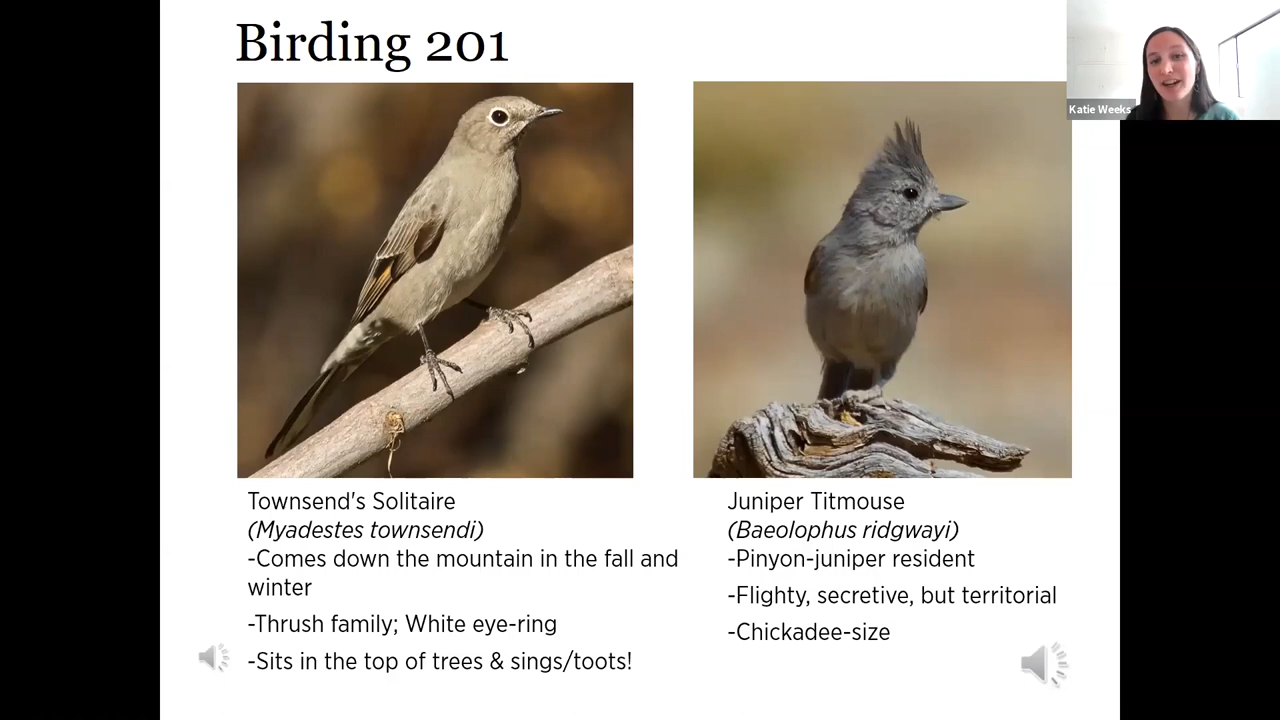 Birding 201
Katie Weeks
Townsend's Solitaire
(Myadestes townsendi)
-Comes down the mountain in the fall and
winter
-Thrush family; White eye-ring
-Sits in the top of trees & sings/toots!
Juniper Titmouse
(Baeolophus ridgwayi)
-Pinyon-juniper resident
-Flighty, secretive, but territorial
-Chickadee-size